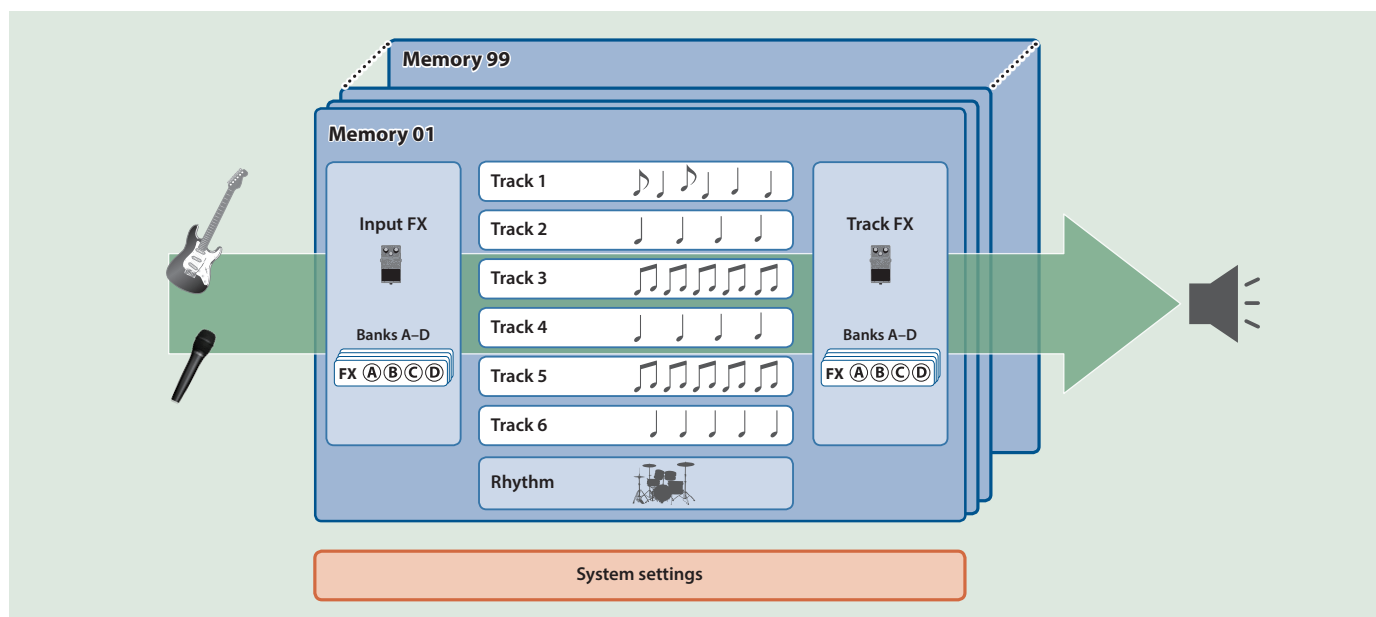 Memory 99
Memory 01
Input FX
Banks A–D
FX Ⓐ Ⓑ Ⓒ Ⓓ
Track 1
Track 2
Track 3
Track 4
Track 5
Track 6
Rhythm
Track FX
Banks A–D
FX Ⓐ Ⓑ Ⓒ Ⓓ
System settings